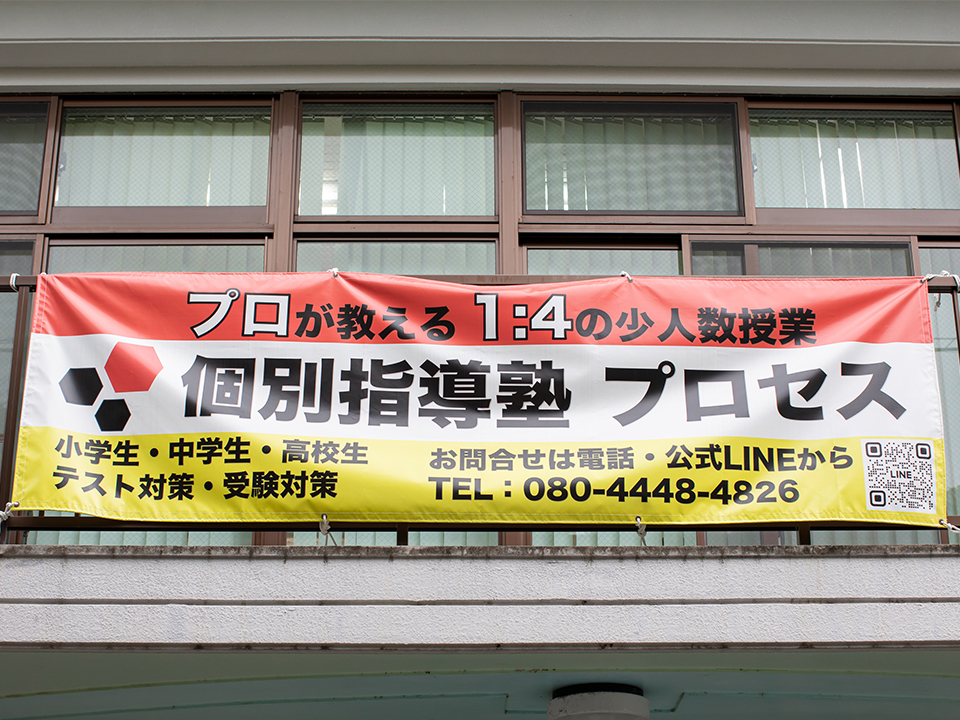 プロが教える 1:4の少人数授業
個別指導塾 プロセス
小学生・中学生・高校生
テスト対策・受験対策
お問合せは電話・公式LINEから
TEL：080-4448-4826
LINE